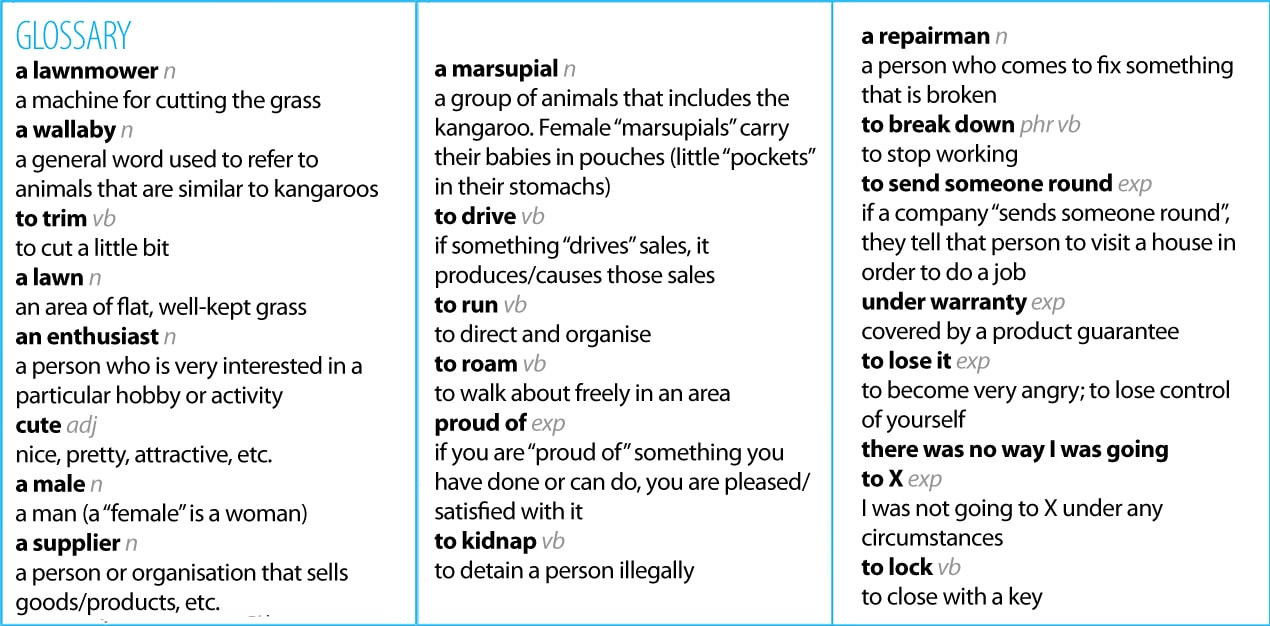 GLOSSARY
a lawnmower n
a machine for cutting the grass
a wallaby n
a general word used to refer to
animals that are similar to kangaroos
to trim vb
to cut a little bit
a lawn n
an area of flat, well-kept grass
an enthusiast n
a person who is very interested in a
particular hobby or activity
cute adj
nice, pretty, attractive, etc.
a male n
a man (a “female” is a woman)
a supplier n
a person or organisation that sells
goods/products, etc.
a marsupial n
a group of animals that includes the
kangaroo. Female “marsupials” carry
their babies in pouches (little “pockets”
in their stomachs)
to drive vb
if something “drives” sales, it
produces/causes those sales
to run vb
to direct and organise
to roam vb
to walk about freely in an area
proud of exp
if you are “proud of” something you
have done or can do, you are pleased/
satisfied with it
to kidnap vb
to detain a person illegally
a repairman n
a person who comes to fix something
that is broken
to break down phr vb
to stop working
to send someone round exp
if a company “sends someone round”,
they tell that person to visit a house in
order to do a job
under warranty exp
covered by a product guarantee
to lose it exp
to become very angry; to lose control
of yourself
there was no way I was going
to X exp
I was not going to X under any
circumstances
to lock vb
to close with a key